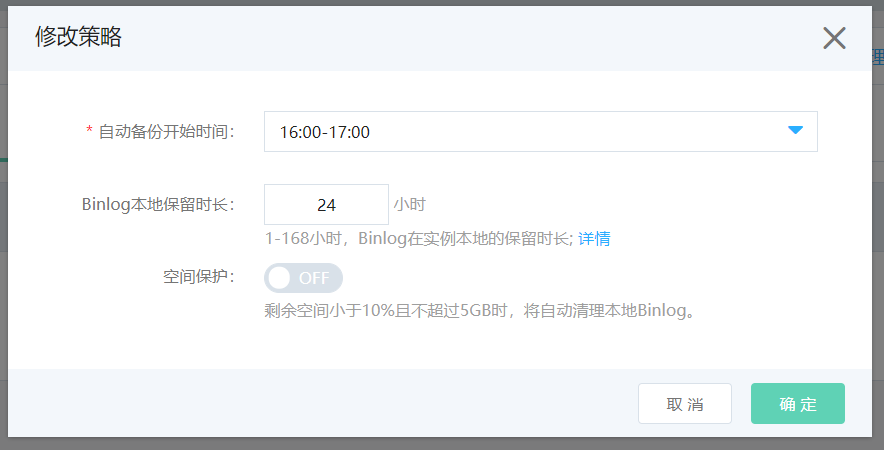 修改策略
理
* 自动备份开始时间： 16:00-17:00
Binlog本地保留时长： 24 小时
1-168小时，Binlog在实例本地的保留时长; 详情
空间保护： OFF
剩余空间小于10%且不超过5GB时，将自动清理本地Binlog。
取 消 确 定